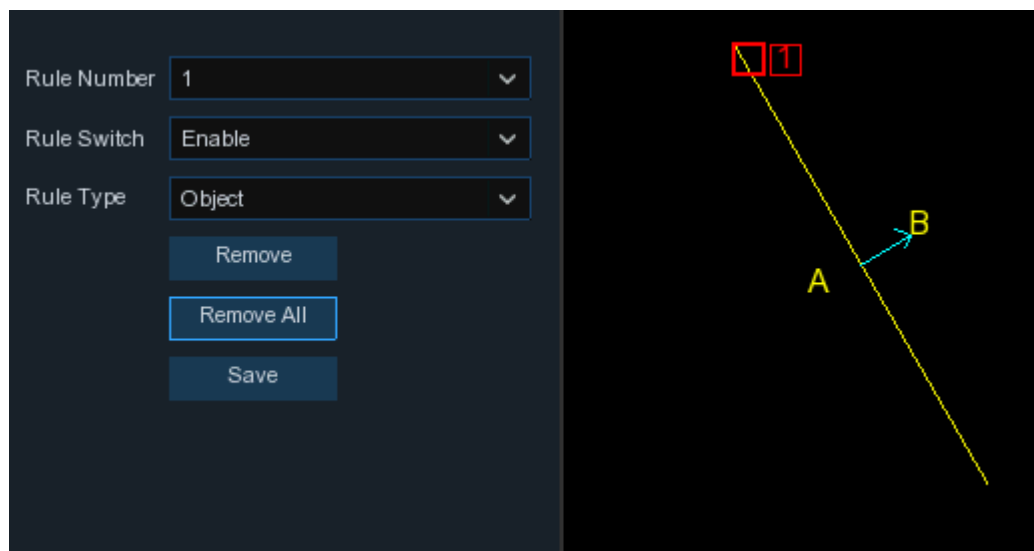 Rule Number 1
Rule Switch Enable
Rule Type Object
Remove
Remove All
Save
1
B
A